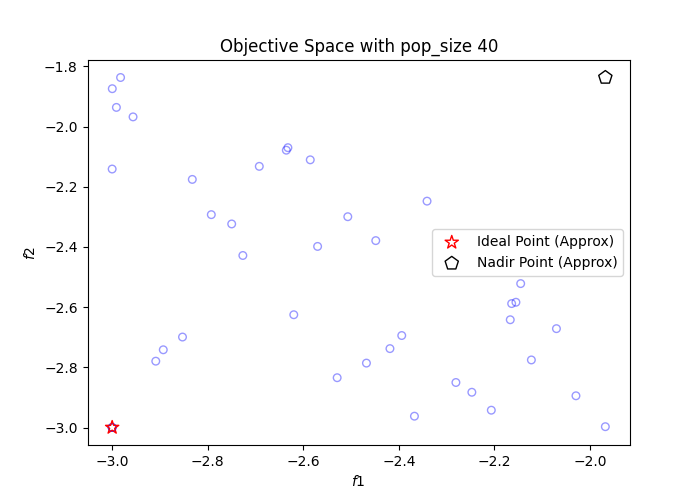 Objective Space with pop_size 40
−1.8
−2.0
−2.2
−2.4
−2.6
−2.8
−3.0
f2
Ideal Point (Approx)
Nadir Point (Approx)
−3.0 −2.8 −2.6 −2.4 −2.2 −2.0
f1